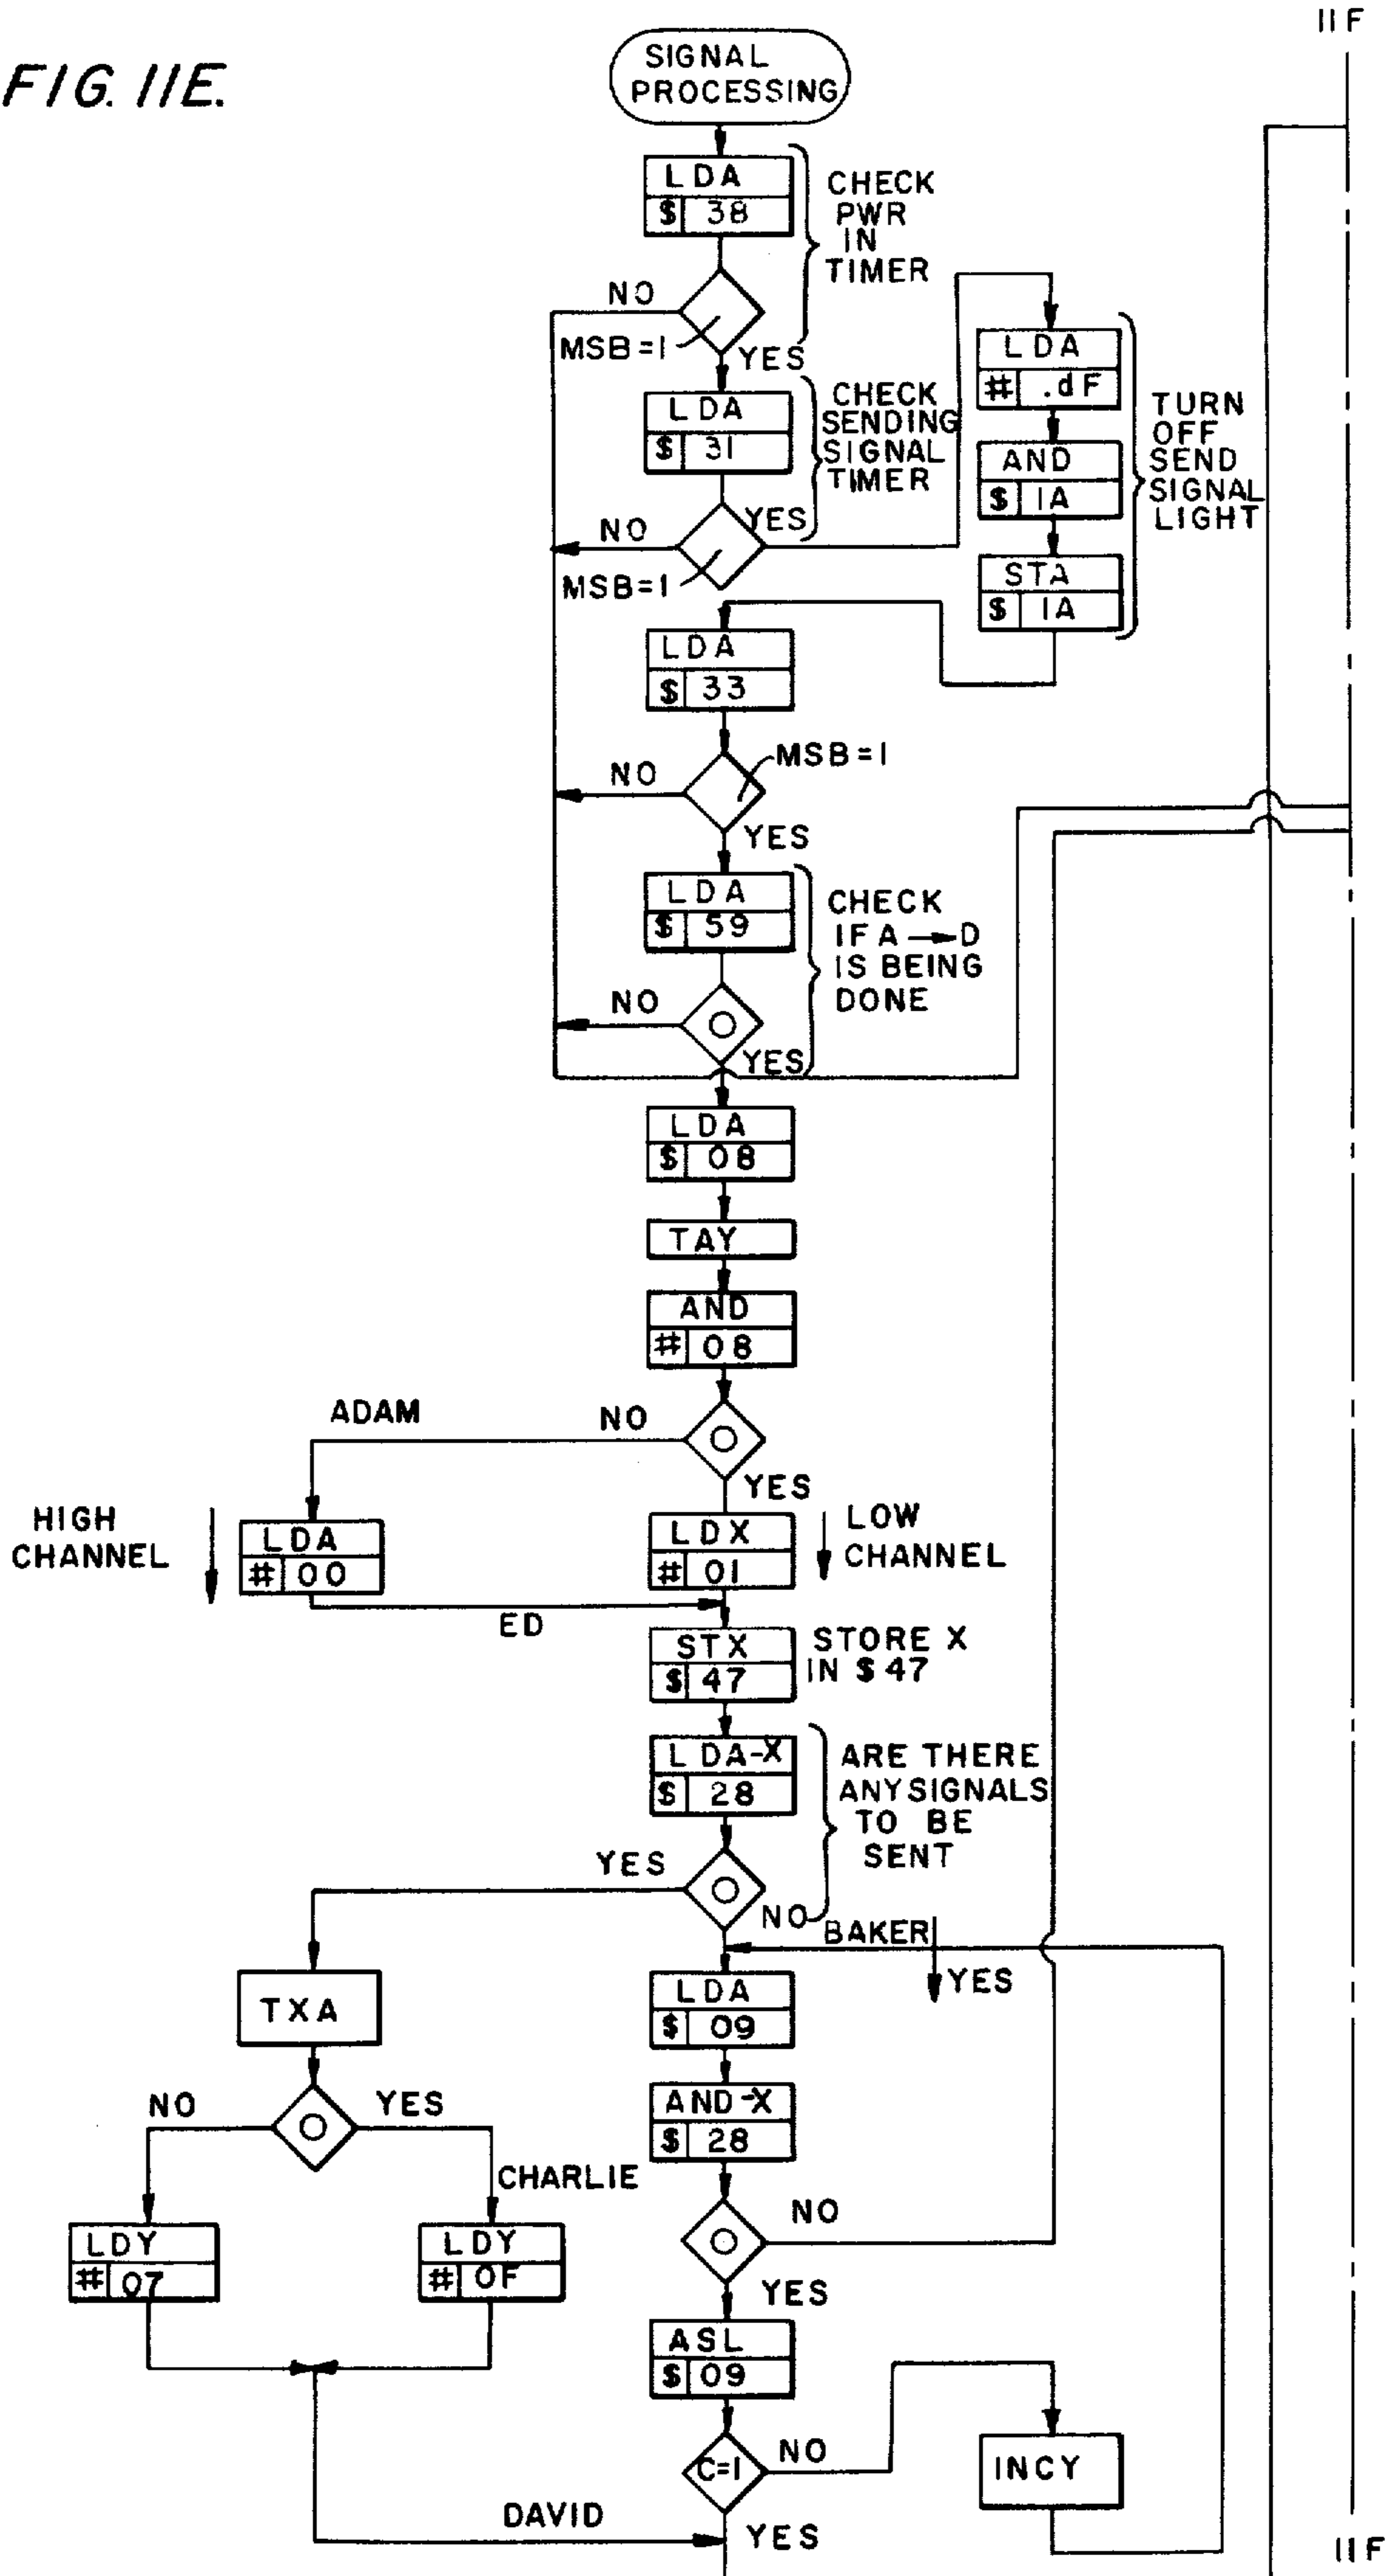 11F
FIG. 11E.
SIGNAL
PROCESSING
LDA
$ 38
CHECK
PWR
IN
TIMER
NO
MSB=1
YES
LDA
$ 31
CHECK
SENDING
SIGNAL
TIMER
NO
YES
MSB=1
LDA
# .dF
AND
$ 1A
STA
$ 1A
TURN
OFF
SEND
SIGNAL
LIGHT
LDA
$ 33
MSB=1
NO
YES
LDA
$ 59
CHECK
IF A → D
IS BEING
DONE
NO
O
YES
LDA
$ 08
TAY
AND
# 08
ADAM
NO
O
YES
HIGH
CHANNEL
LDA
# 00
LDX
# 01
LOW
CHANNEL
ED
STX
$ 47
STORE X
IN $47
LDA-X
$ 28
ARE THERE
ANY SIGNALS
TO BE
SENT
YES
O
NO
BAKER
YES
TXA
LDA
$ 09
NO
O
YES
AND-X
$ 28
CHARLIE
LDY
# 07
LDY
# 0F
O
NO
YES
ASL
$ 09
C=1
NO
INCY
DAVID
YES
11F